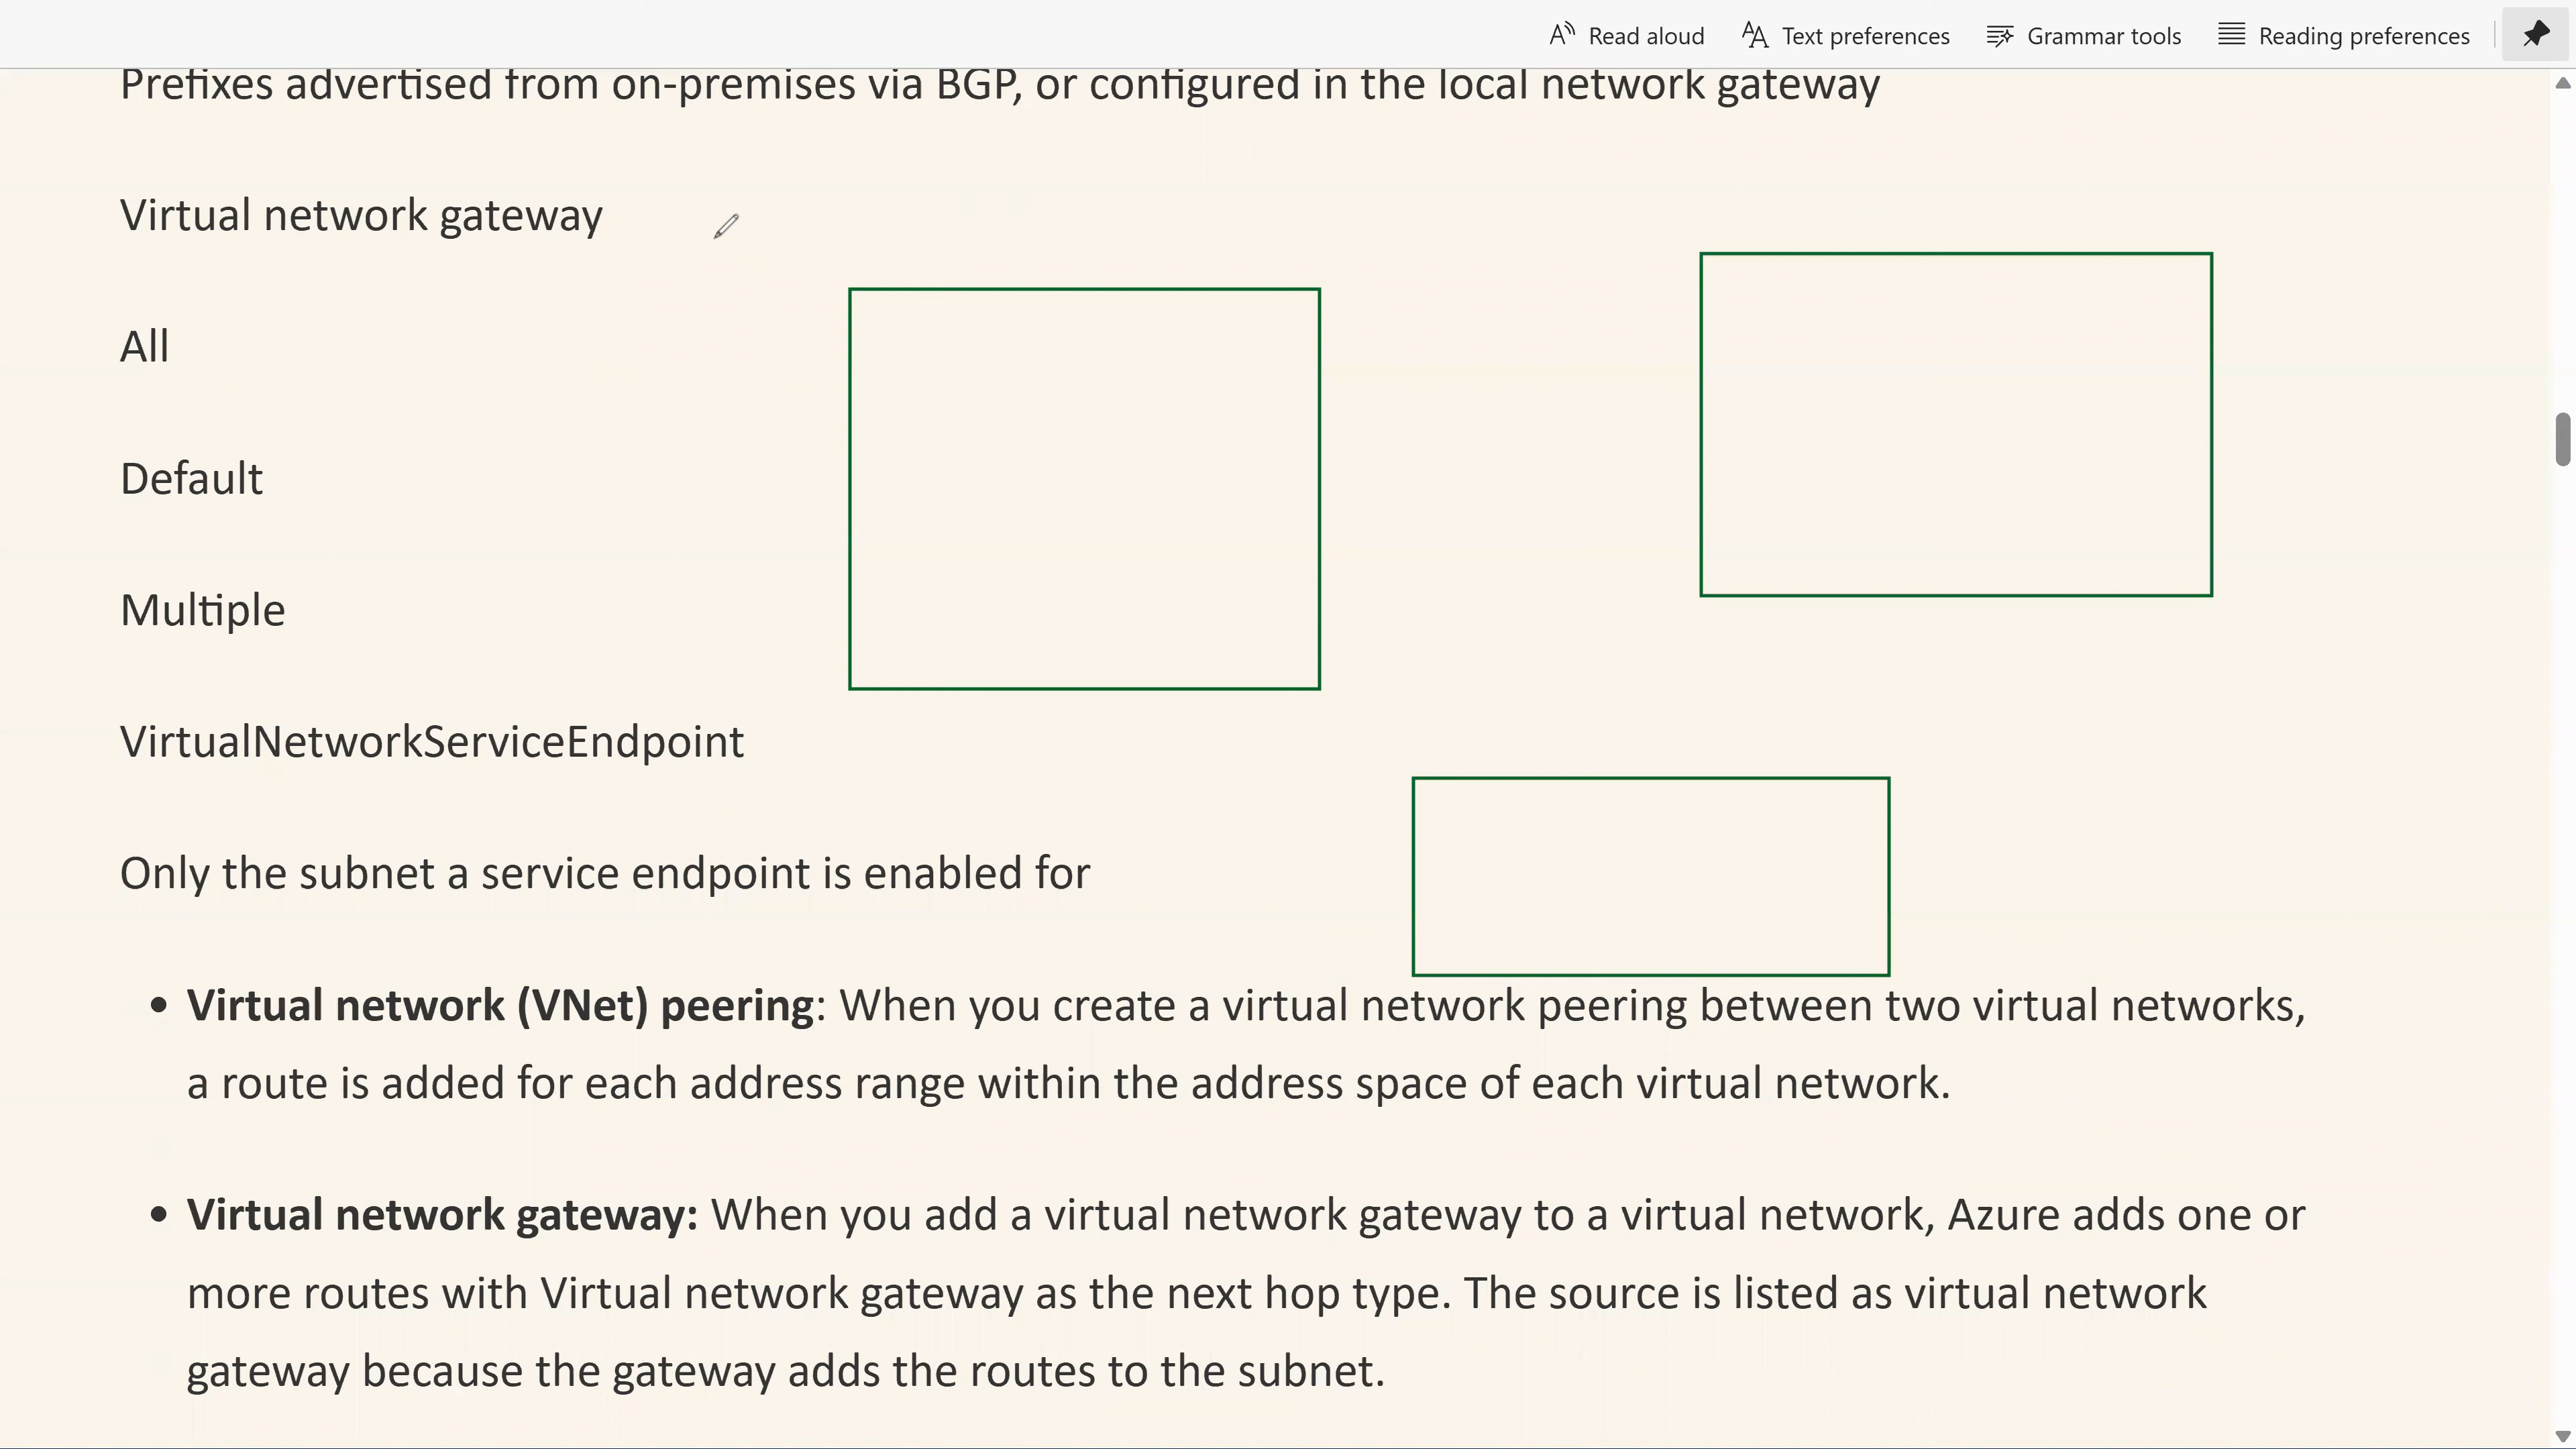 Read aloud
Text preferences
Grammar tools
Reading preferences
Prefixes advertised from on-premises via BGP, or configured in the local network gateway
Virtual network gateway
All
Default
Multiple
VirtualNetworkServiceEndpoint
Only the subnet a service endpoint is enabled for
• Virtual network (VNet) peering: When you create a virtual network peering between two virtual networks,
a route is added for each address range within the address space of each virtual network.
• Virtual network gateway: When you add a virtual network gateway to a virtual network, Azure adds one or
more routes with Virtual network gateway as the next hop type. The source is listed as virtual network
gateway because the gateway adds the routes to the subnet.